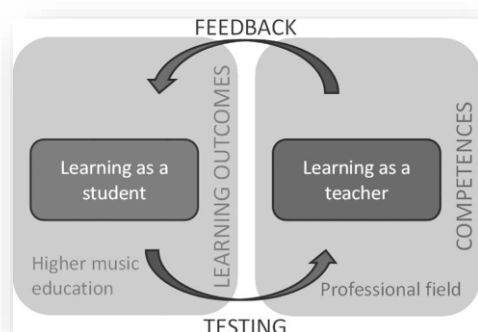 FEEDBACK
LEARNING OUTCOMES
COMPETENCES
Learning as a
student
Learning as a
teacher
Higher music
education
Professional field
TESTING